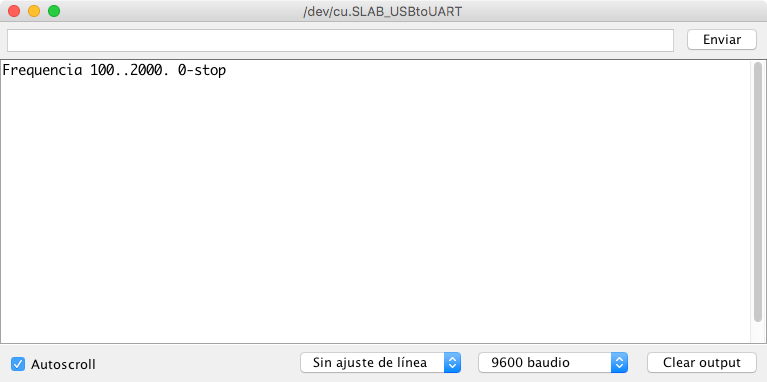 /dev/cu.SLAB_USBtoUART
Enviar
Frequencia 100..2000. 0-stop
Autoscroll
Sin ajuste de línea
9600 baudio
Clear output